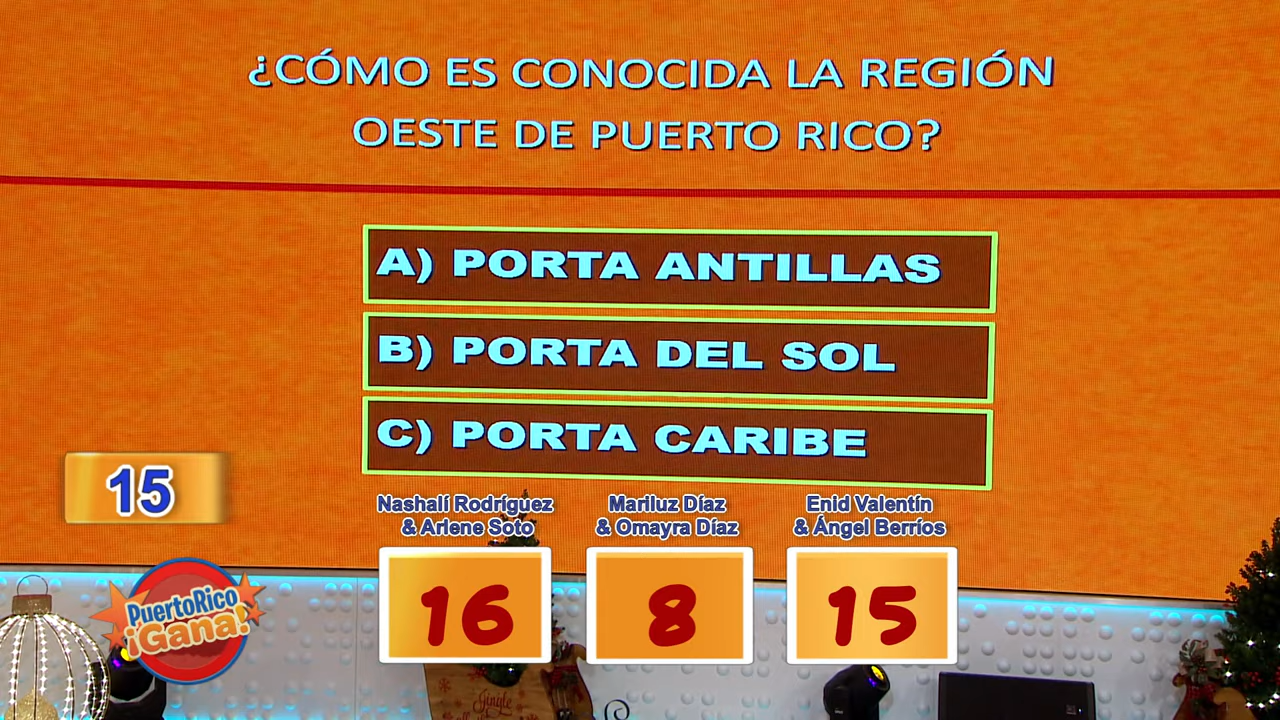 ¿CÓMO ES CONOCIDA LA REGIÓN
OESTE DE PUERTO RICO?
A) PORTA ANTILLAS
B) PORTA DEL SOL
C) PORTA CARIBE
15
Nashalí Rodríguez
& Arlene Soto
Mariluz Díaz
& Omayra Díaz
Enid Valentín
& Ángel Berríos
16
8
15
PuertoRico
¡Gana!
Jingle